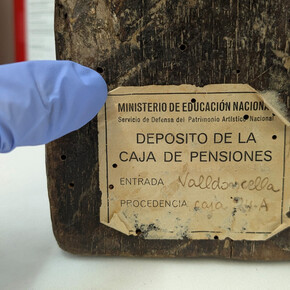 MINISTERIO DE EDUCACIÓN NACIONAL
Servicio de Defensa del Patrimonio Artístico Nacional
DEPOSITO DE LA
CAJA DE PENSIONES
ENTRADA Valldoncella
PROCEDENCIA caja